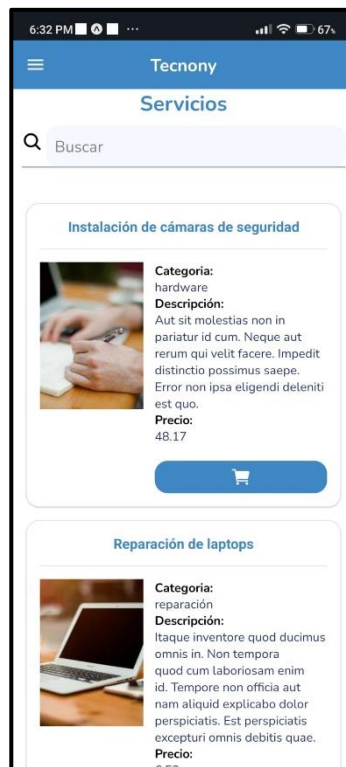 6:32 PM ... 67%
Tecnony
Servicios
Buscar
Instalación de cámaras de seguridad
Categoria:
hardware
Descripción:
Aut sit molestias non in
pariatur id cum. Neque aut
rerum qui velit facere. Impedit
distinctio possimus saepe.
Error non ipsa eligendi deleniti
est quo.
Precio:
48.17
Reparación de laptops
Categoria:
reparación
Descripción:
Itaque inventore quod ducimus
omnis in. Non tempora
quod cum laboriosam enim
id. Tempore non officia aut
nam aliquid explicabo dolor
perspiciatis. Est perspiciatis
excepturi omnis debitis quae.
Precio: